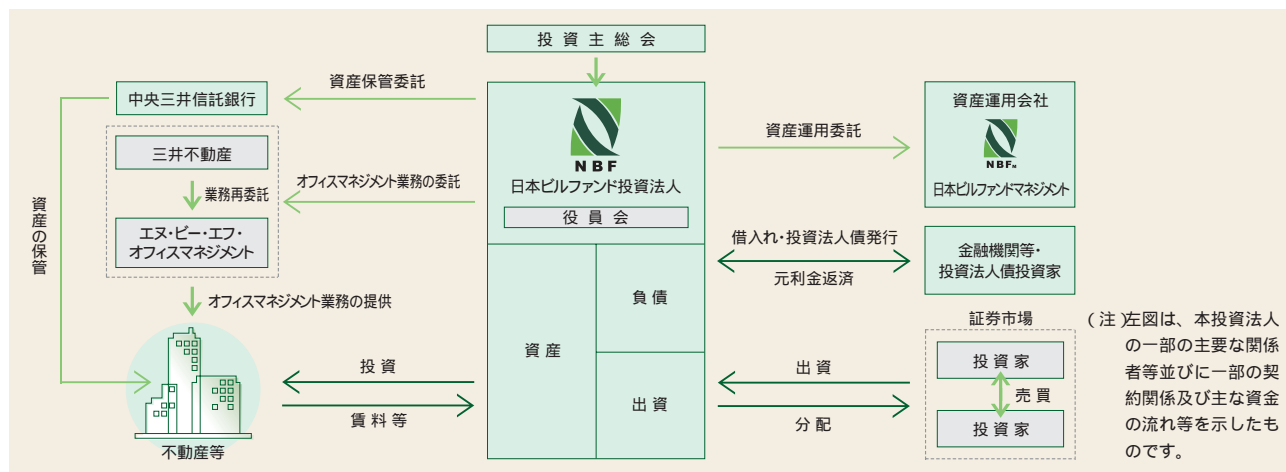 投資主総会
資産保管委託
中央三井信託銀行
三井不動産
業務再委託
オフィスマネジメント業務の委託
エヌ・ビー・エフ・
オフィスマネジメント
資産の保管
オフィスマネジメント業務の提供
不動産等
投資
賃料等
NBF
日本ビルファンド投資法人
役員会
資産
負債
出資
資産運用委託
資産運用会社
NBFM
日本ビルファンドマネジメント
借入れ・投資法人債発行
元利金返済
金融機関等・
投資法人債投資家
証券市場
出資
分配
投資家
売買
投資家
(注)左図は、本投資法人
の一部の主要な関係
者等並びに一部の契
約関係及び主な資金
の流れ等を示したも
のです。